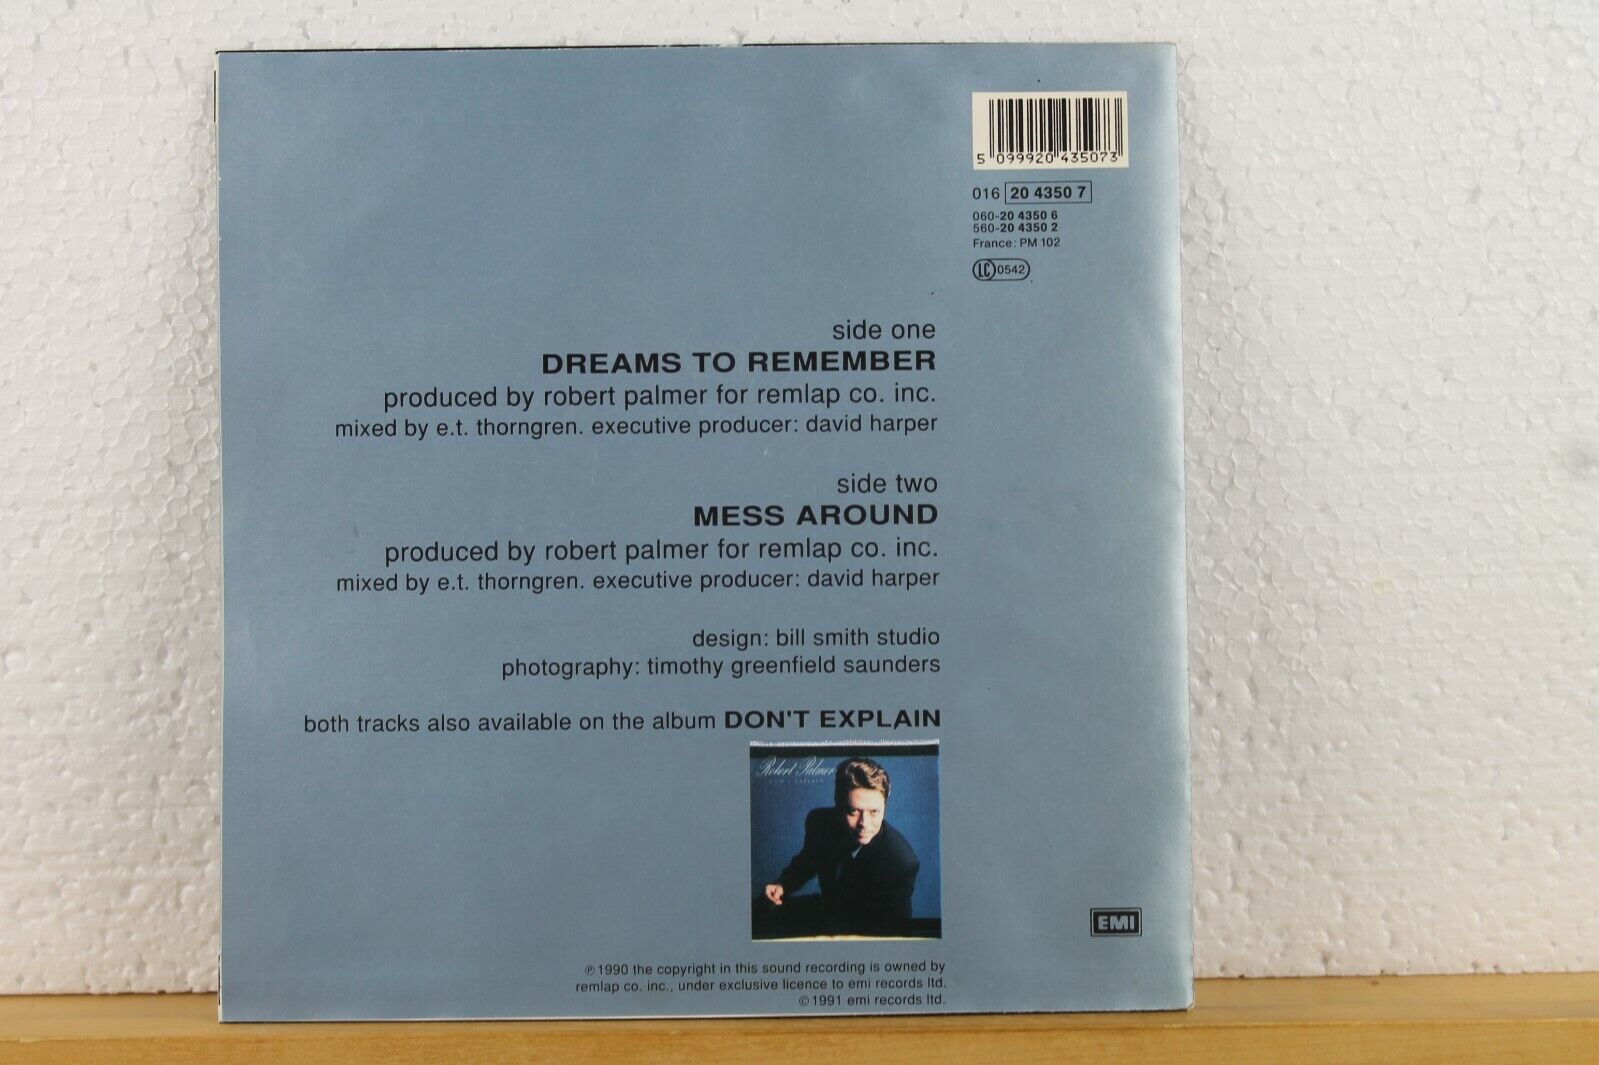 5 099920 435073
016 20 4350 7
060-20 4350 6
560-20 4350 2
France: PM 102
LC 0542
side one
DREAMS TO REMEMBER
produced by robert palmer for remlap co. inc.
mixed by e.t. thorngren. executive producer: david harper
side two
MESS AROUND
produced by robert palmer for remlap co. inc.
mixed by e.t. thorngren. executive producer: david harper
design: bill smith studio
photography: timothy greenfield saunders
both tracks also available on the album DON'T EXPLAIN
Robert Palmer
DON'T EXPLAIN
EMI
℗ 1990 the copyright in this sound recording is owned by
remlap co. inc., under exclusive licence to emi records ltd.
© 1991 emi records ltd.